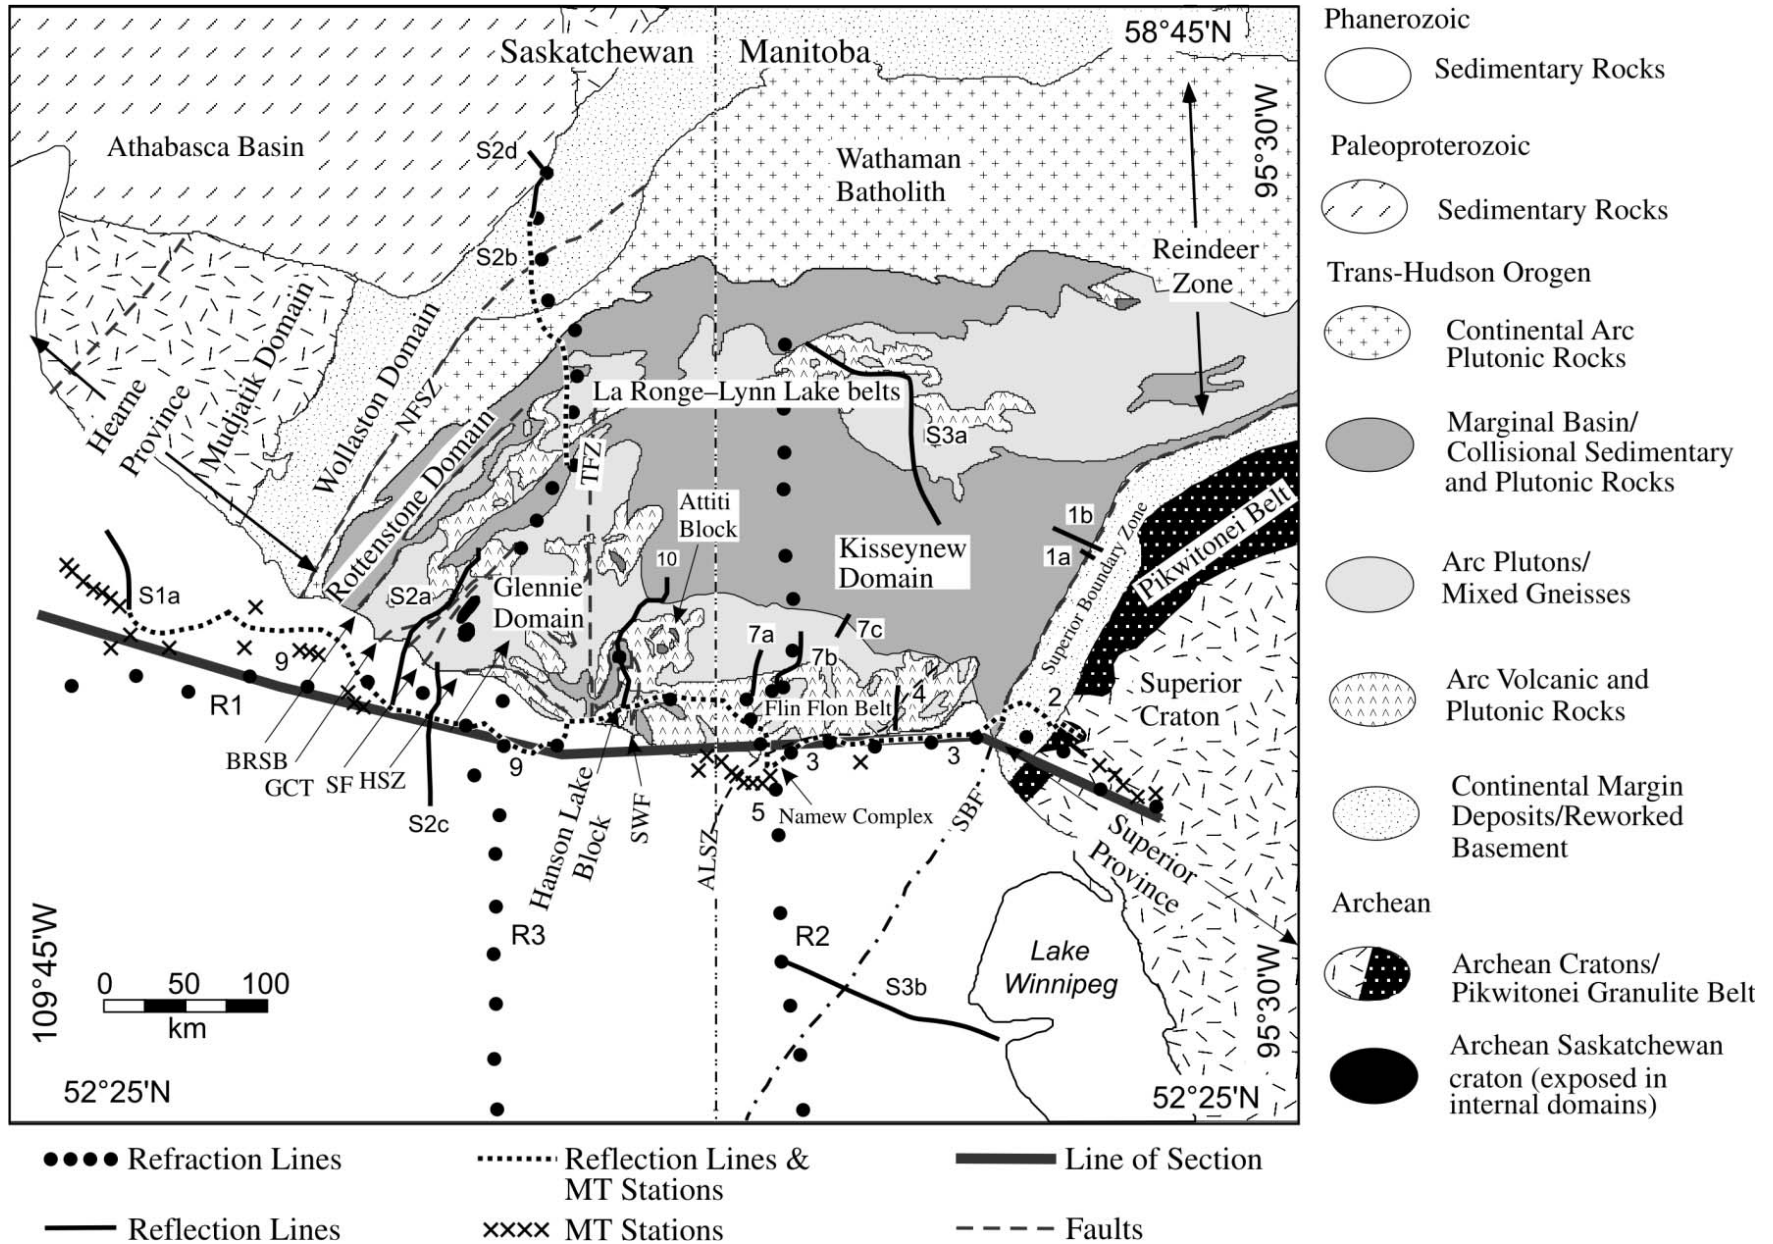 Saskatchewan
Manitoba
58°45'N
95°30'W
Athabasca Basin
S2d
Wathaman
Batholith
S2b
Reindeer
Zone
Hearne
Province
Mudjatik Domain
Wollaston Domain
NFSZ
Rottenstone Domain
La Ronge–Lynn Lake belts
S3a
TFZ
Attiti
Block
1b
1a
Pikwitonei Belt
Superior Boundary Zone
Kisseynew
Domain
10
S1a
S2a
Glennie
Domain
7a
7c
7b
9
R1
4
Flin Flon Belt
2
Superior
Craton
BRSB
GCT
SF
HSZ
9
3
3
S2c
Hanson Lake
Block
SWF
ALSZ
5
Namew Complex
SBF
Superior
Province
109°45'W
R3
R2
Lake
Winnipeg
S3b
95°30'W
0 50 100
km
52°25'N
52°25'N
Phanerozoic
Sedimentary Rocks
Paleoproterozoic
Sedimentary Rocks
Trans-Hudson Orogen
Continental Arc
Plutonic Rocks
Marginal Basin/
Collisional Sedimentary
and Plutonic Rocks
Arc Plutons/
Mixed Gneisses
Arc Volcanic and
Plutonic Rocks
Continental Margin
Deposits/Reworked
Basement
Archean
Archean Cratons/
Pikwitonei Granulite Belt
Archean Saskatchewan
craton (exposed in
internal domains)
Refraction Lines
Reflection Lines &
MT Stations
Line of Section
Reflection Lines
MT Stations
Faults